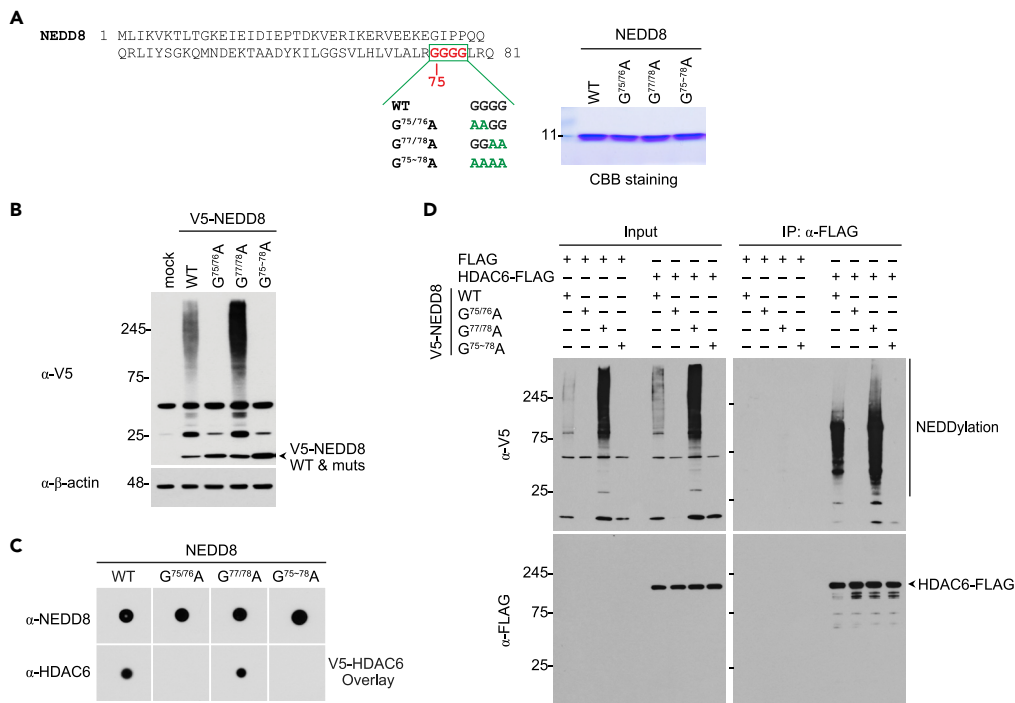 A
NEDD8 1 MLIKVKTLTGKEIEIDIEPTDKVERIKERVEEKEGIPPQQ
QRLIYSGKQMNDEKTAADYKILGGSVLHLVLALRGGGGLRQ 81
75
WT GGGG
G75/76A AAGG
G77/78A GGAA
G75~78A AAAA
NEDD8
WT G75/76A G77/78A G75~78A
11
CBB staining
B
V5-NEDD8
mock WT G75/76A G77/78A G75~78A
α-V5
245
75
25
V5-NEDD8
WT & muts
α-β-actin
48
C
NEDD8
WT G75/76A G77/78A G75~78A
α-NEDD8
α-HDAC6
V5-HDAC6
Overlay
D
Input IP: α-FLAG
FLAG + + + + − − − − + + + + − − − −
HDAC6-FLAG − − − − + + + + − − − − + + + +
V5-NEDD8
WT + − − − + − − − + − − − + − − −
G75/76A − + − − − + − − − + − − − + − −
G77/78A − − + − − − + − − − + − − − + −
G75~78A − − − + − − − + − − − + − − − +
α-V5
245
75
25
NEDDylation
α-FLAG
245
75
25
HDAC6-FLAG